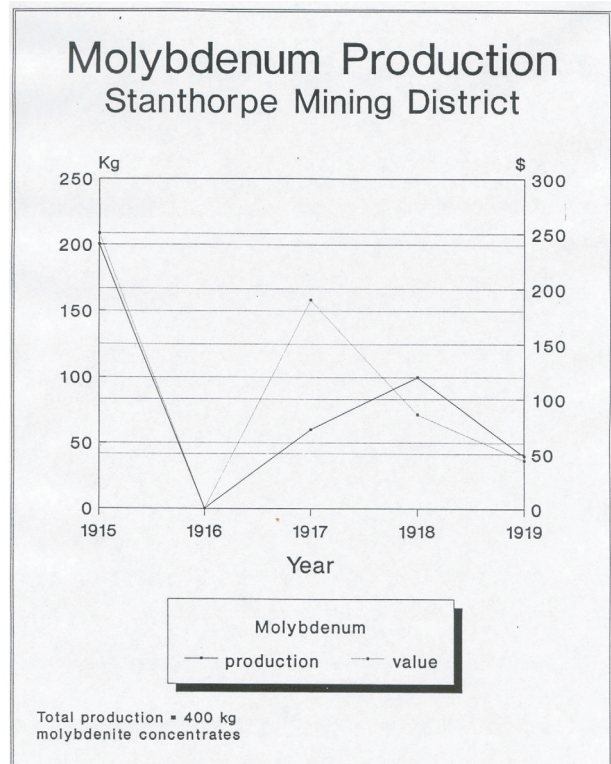 Molybdenum Production
Stanthorpe Mining District
Kg $
250 300
200 250
150 200
100 150
50 100
0 50
0
1915 1916 1917 1918 1919
Year
Molybdenum
production value
Total production = 400 kg
molybdenite concentrates